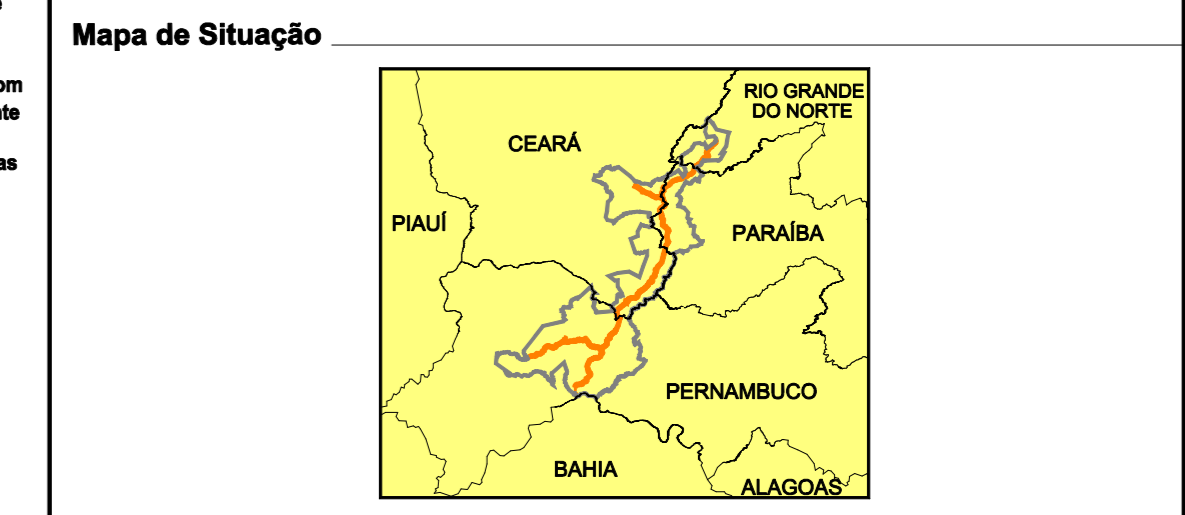 Mapa de Situação
RIO GRANDE
DO NORTE
CEARÁ
PIAUÍ
PARAÍBA
PERNAMBUCO
BAHIA
ALAGOAS